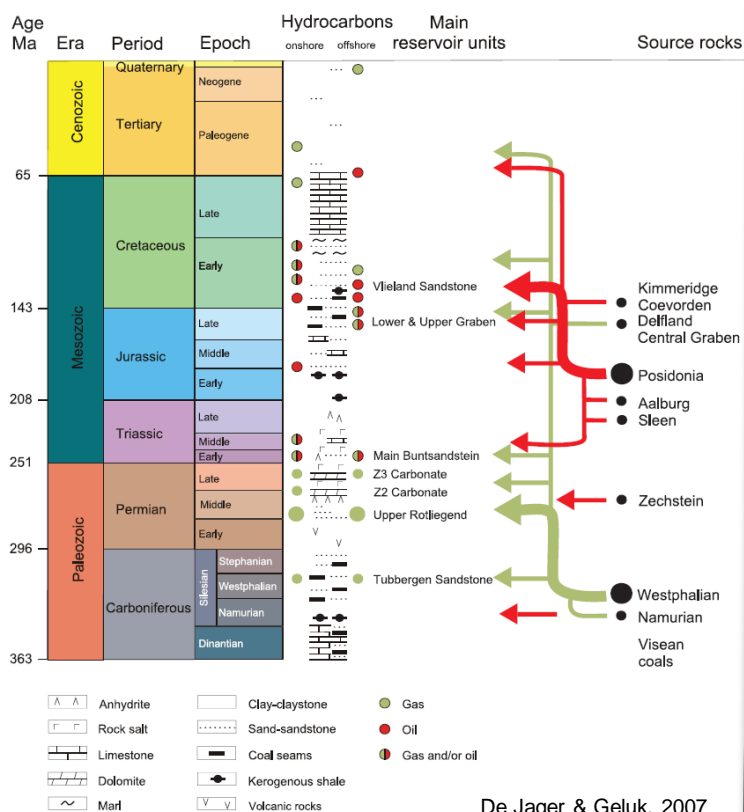 Age Ma
Era
Period
Epoch
Hydrocarbons
onshore
offshore
Main reservoir units
Source rocks
Cenozoic
Quaternary
Tertiary
Neogene
Paleogene
65
Mesozoic
Cretaceous
Late
Early
Vlieland Sandstone
143
Jurassic
Late
Middle
Early
Lower & Upper Graben
208
Triassic
Late
Middle
Early
Main Buntsandstein
251
Paleozoic
Permian
Late
Middle
Early
Z3 Carbonate
Z2 Carbonate
Upper Rotliegend
296
Carboniferous
Silesian
Stephanian
Westphalian
Namurian
Dinantian
Tubbergen Sandstone
363
Kimmeridge
Coevorden
Delfland
Central Graben
Posidonia
Aalburg
Sleen
Zechstein
Westphalian
Namurian
Visean
coals
Anhydrite
Clay-claystone
Gas
Rock salt
Sand-sandstone
Oil
Limestone
Coal seams
Gas and/or oil
Dolomite
Kerogenous shale
Marl
Volcanic rocks
De Jager & Geluk, 2007